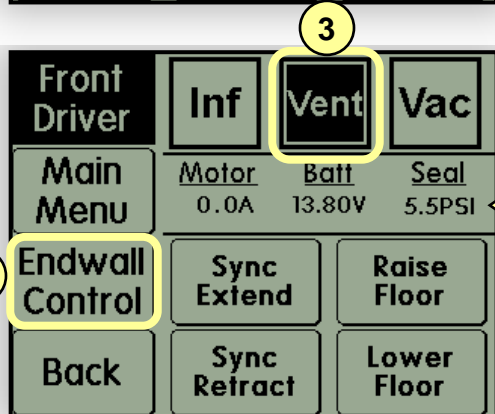 3
Front
Driver
Inf
Vent
Vac
Main
Menu
Motor Batt Seal
0.0A 13.80V 5.5PSI
Endwall
Control
Sync
Extend
Raise
Floor
Back
Sync
Retract
Lower
Floor